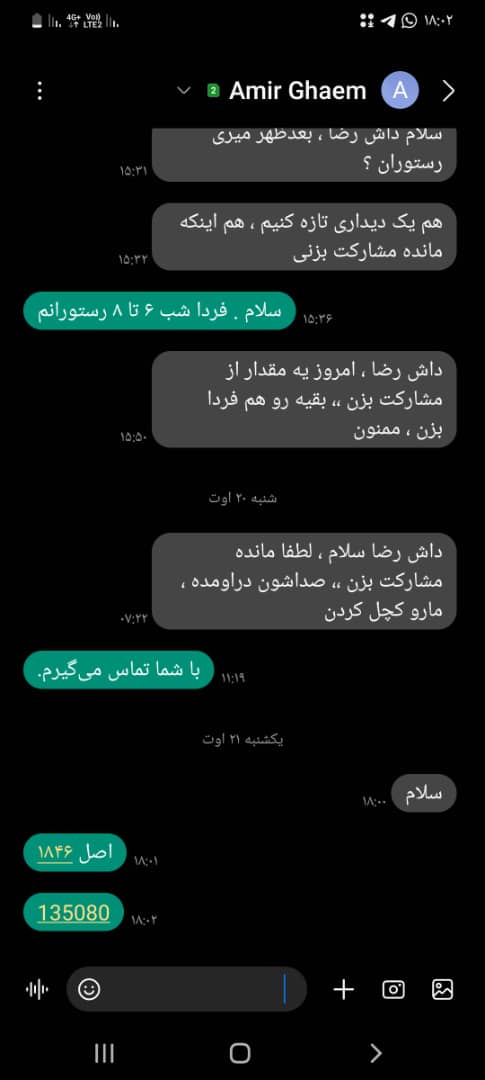 4G+ Vo)) LTE2 ۱۸:۰۲
2 Amir Ghaem A
سلام داش رضا ، بعدظهر میری
رستوران ؟
۱۵:۳۱
هم یک دیداری تازه کنیم ، هم اینکه
مانده مشارکت بزنی
۱۵:۳۲
سلام . فردا شب ۶ تا ۸ رستورانم
۱۵:۳۶
داش رضا ، امروز یه مقدار از
مشارکت بزن ،، بقیه رو هم فردا
بزن ، ممنون
۱۵:۵۰
شنبه ۲۰ اوت
داش رضا سلام ، لطفا مانده
مشارکت بزن ،، صداشون دراومده ،
مارو کچل کردن
۰۷:۲۲
با شما تماس می‌گیرم.
۱۱:۱۹
یکشنبه ۲۱ اوت
سلام
۱۸:۰۰
اصل ۱۸۴۶
۱۸:۰۱
135080
۱۸:۰۲